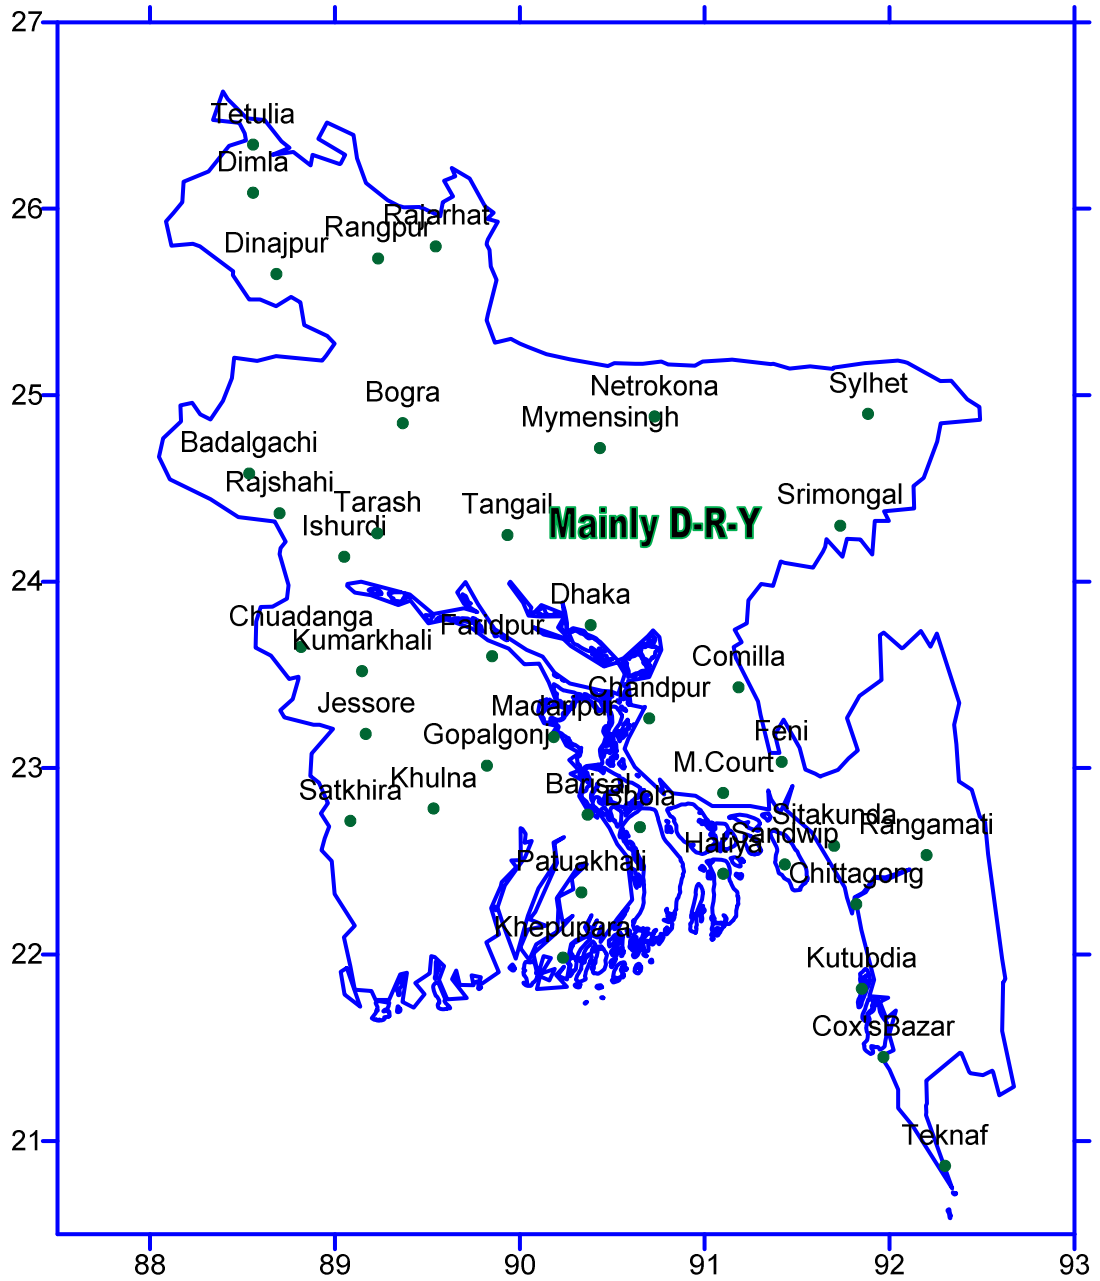 27
Tetulia
Dimla
26
Rajarhat
Rangpur
Dinajpur
25
Sylhet
Netrokona
Bogra
Mymensingh
Badalgachi
Rajshahi
Srimongal
Tarash
Tangail
Ishurdi
Mainly D-R-Y
24
Dhaka
Chuadanga
Faridpur
Kumarkhali
Comilla
Chandpur
Jessore
Madaripur
Feni
Gopalgonj
23
M.Court
Khulna
Barisal
Satkhira
Bhola
Sitakunda
Rangamati
Sandwip
Hatiya
Patuakhali
Chittagong
Khepupara
22
Kutubdia
Cox'sBazar
21
Teknaf
88 89 90 91 92 93